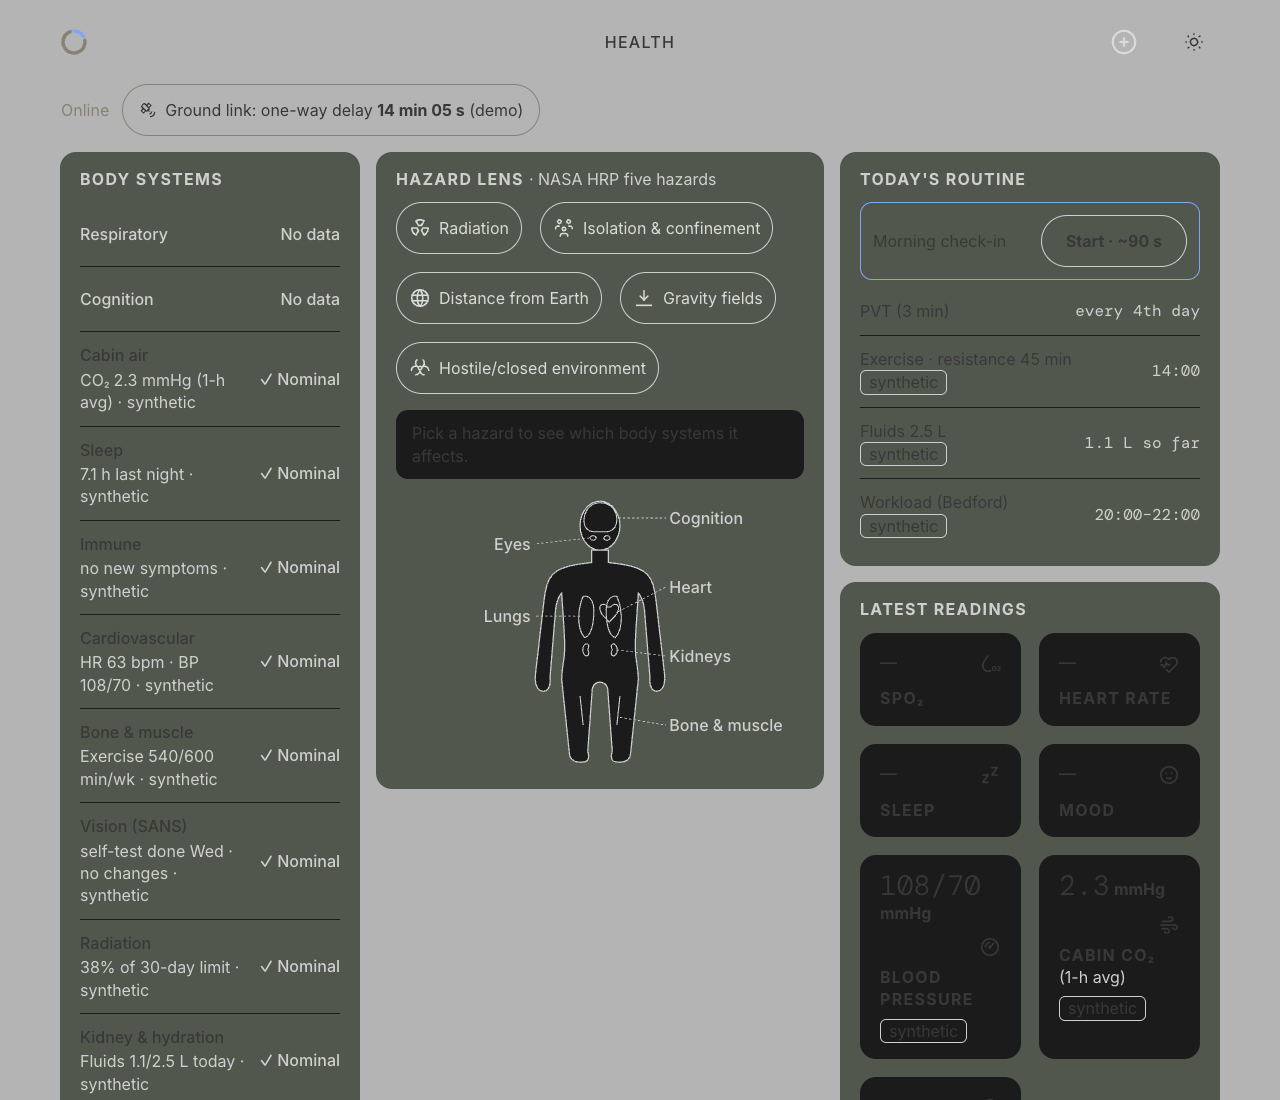 HEALTH
Online
Ground link: one-way delay 14 min 05 s (demo)
BODY SYSTEMS
Respiratory No data
Cognition No data
Cabin air
CO₂ 2.3 mmHg (1-h
avg) · synthetic
✓ Nominal
Sleep
7.1 h last night ·
synthetic
✓ Nominal
Immune
no new symptoms ·
synthetic
✓ Nominal
Cardiovascular
HR 63 bpm · BP
108/70 · synthetic
✓ Nominal
Bone & muscle
Exercise 540/600
min/wk · synthetic
✓ Nominal
Vision (SANS)
self-test done Wed ·
no changes ·
synthetic
✓ Nominal
Radiation
38% of 30-day limit ·
synthetic
✓ Nominal
Kidney & hydration
Fluids 1.1/2.5 L today ·
synthetic
✓ Nominal
HAZARD LENS · NASA HRP five hazards
Radiation
Isolation & confinement
Distance from Earth
Gravity fields
Hostile/closed environment
Pick a hazard to see which body systems it
affects.
Cognition
Eyes
Heart
Lungs
Kidneys
Bone & muscle
TODAY'S ROUTINE
Morning check-in
Start · ~90 s
PVT (3 min) every 4th day
Exercise · resistance 45 min
synthetic
14:00
Fluids 2.5 L
synthetic
1.1 L so far
Workload (Bedford)
synthetic
20:00–22:00
LATEST READINGS
—
O2
SPO₂
—
HEART RATE
—
zZ
SLEEP
—
MOOD
108/70
mmHg
BLOOD
PRESSURE
synthetic
2.3 mmHg
CABIN CO₂
(1-h avg)
synthetic